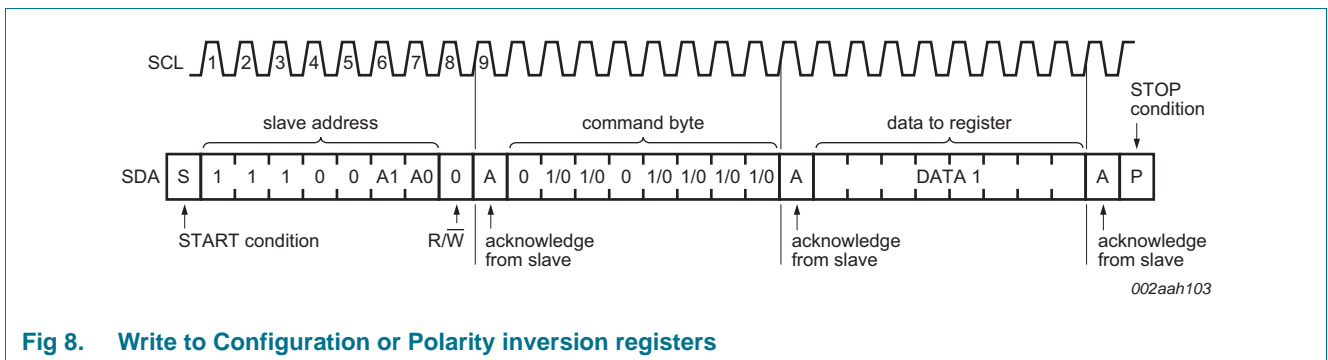 SCL 1 2 3 4 5 6 7 8 9
STOP
condition
slave address command byte data to register
SDA S 1 1 1 0 0 A1 A0 0 A 0 1/0 1/0 0 1/0 1/0 1/0 1/0 A DATA 1 A P
START condition R/W̅ acknowledge
from slave acknowledge
from slave acknowledge
from slave
002aah103
Fig 8. Write to Configuration or Polarity inversion registers